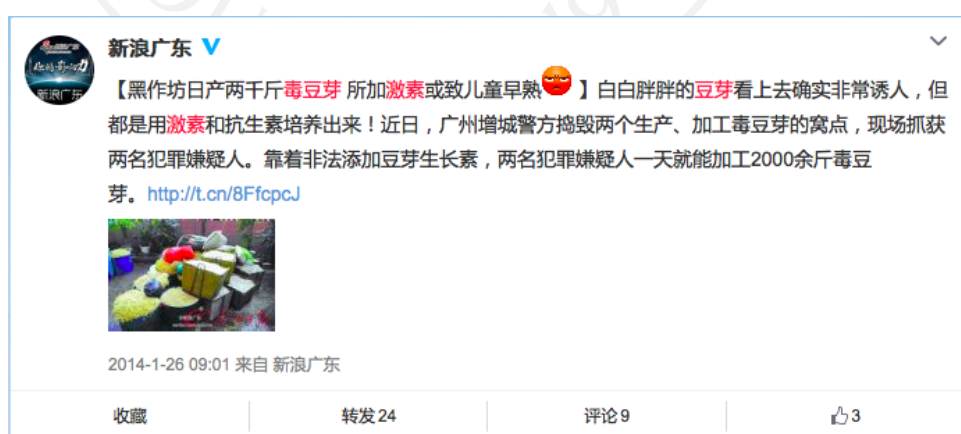 新浪广东
新浪广东
【黑作坊日产两千斤毒豆芽 所加激素或致儿童早熟 】白白胖胖的豆芽看上去确实非常诱人，但
都是用激素和抗生素培养出来！近日，广州增城警方捣毁两个生产、加工毒豆芽的窝点，现场抓获
两名犯罪嫌疑人。靠着非法添加豆芽生长素，两名犯罪嫌疑人一天就能加工2000余斤毒豆
芽。http://t.cn/8FfcpcJ
2014-1-26 09:01 来自 新浪广东
收藏 转发 24 评论 9 3